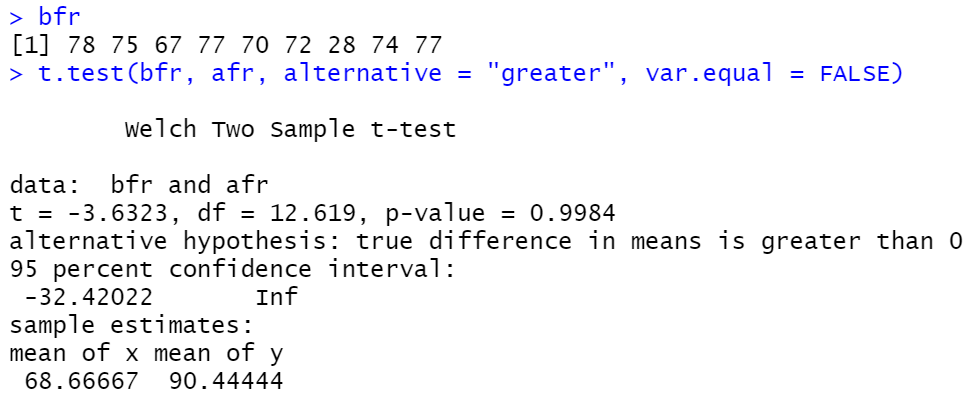 > bfr
[1] 78 75 67 77 70 72 28 74 77
> t.test(bfr, afr, alternative = "greater", var.equal = FALSE)
Welch Two Sample t-test
data:  bfr and afr
t = -3.6323, df = 12.619, p-value = 0.9984
alternative hypothesis: true difference in means is greater than 0
95 percent confidence interval:
-32.42022       Inf
sample estimates:
mean of x mean of y
68.66667  90.44444